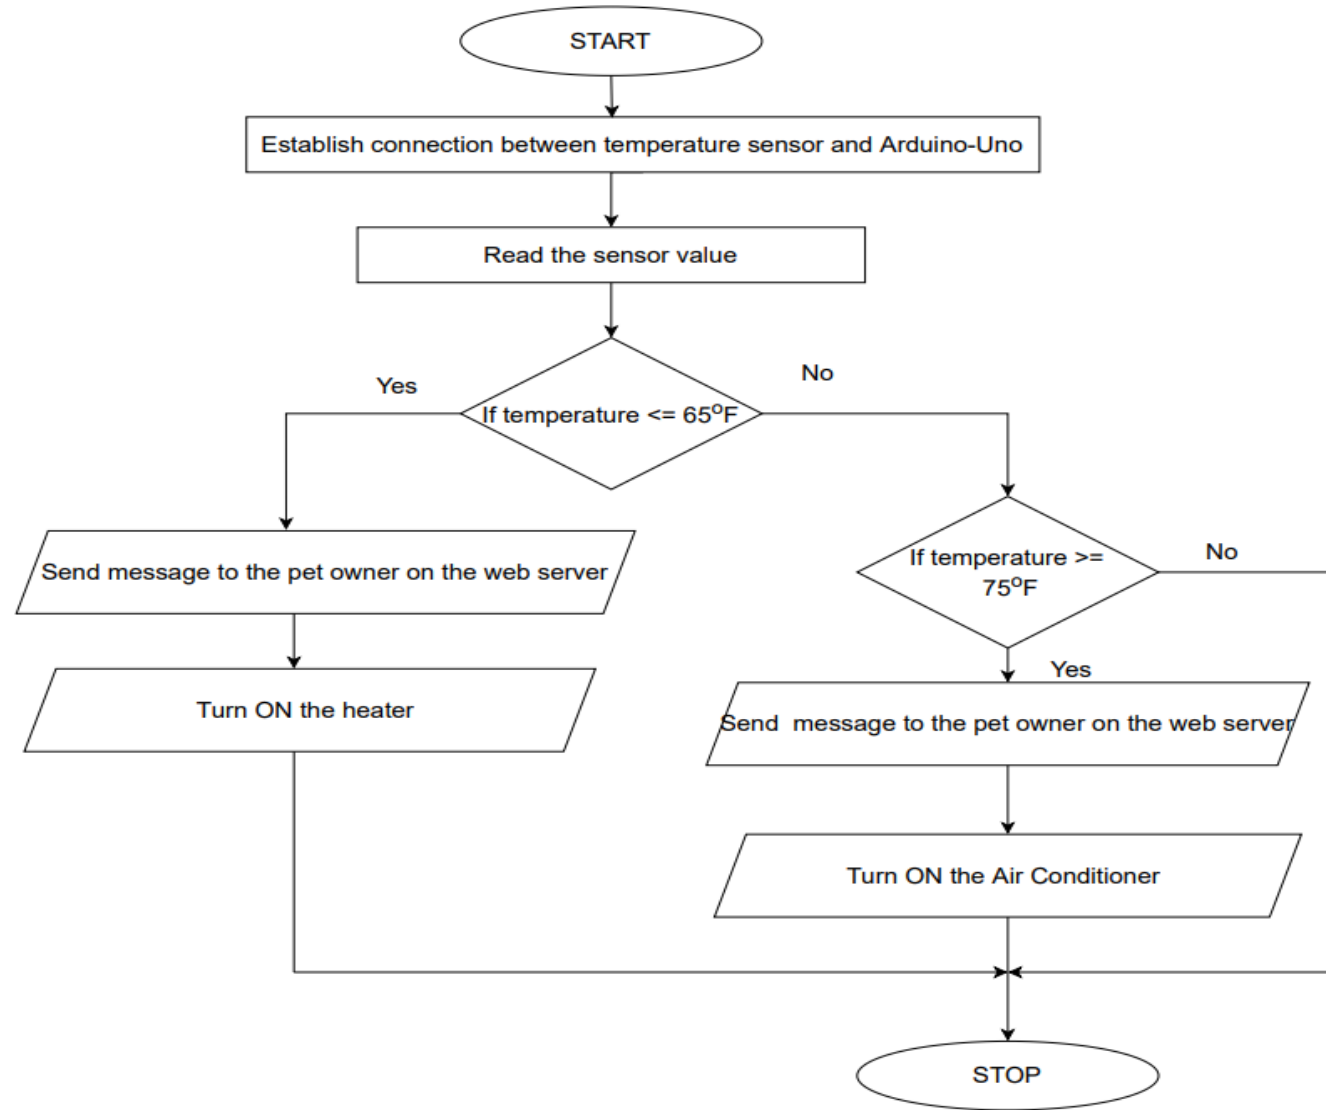 START
Establish connection between temperature sensor and Arduino-Uno
Read the sensor value
Yes
No
If temperature <= 65ºF
If temperature >=
75ºF
No
Send message to the pet owner on the web server
Yes
Turn ON the heater
Send  message to the pet owner on the web server
Turn ON the Air Conditioner
STOP